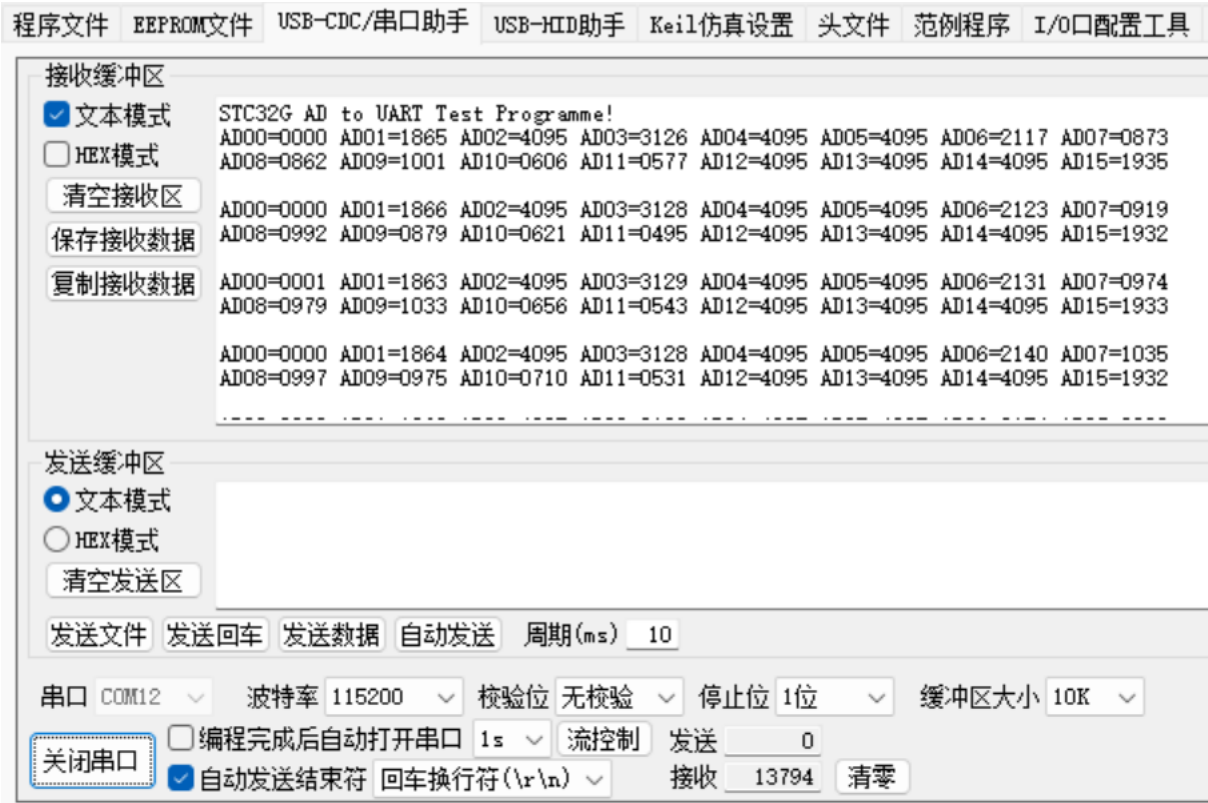 程序文件 EEPROM文件 USB-CDC/串口助手 USB-HID助手 Keil仿真设置 头文件 范例程序 I/O口配置工具
接收缓冲区
文本模式
HEX模式
清空接收区
保存接收数据
复制接收数据
STC32G AD to UART Test Programme!
AD00=0000 AD01=1865 AD02=4095 AD03=3126 AD04=4095 AD05=4095 AD06=2117 AD07=0873
AD08=0862 AD09=1001 AD10=0606 AD11=0577 AD12=4095 AD13=4095 AD14=4095 AD15=1935
AD00=0000 AD01=1866 AD02=4095 AD03=3128 AD04=4095 AD05=4095 AD06=2123 AD07=0919
AD08=0992 AD09=0879 AD10=0621 AD11=0495 AD12=4095 AD13=4095 AD14=4095 AD15=1932
AD00=0001 AD01=1863 AD02=4095 AD03=3129 AD04=4095 AD05=4095 AD06=2131 AD07=0974
AD08=0979 AD09=1033 AD10=0656 AD11=0543 AD12=4095 AD13=4095 AD14=4095 AD15=1933
AD00=0000 AD01=1864 AD02=4095 AD03=3128 AD04=4095 AD05=4095 AD06=2140 AD07=1035
AD08=0997 AD09=0975 AD10=0710 AD11=0531 AD12=4095 AD13=4095 AD14=4095 AD15=1932
发送缓冲区
文本模式
HEX模式
清空发送区
发送文件 发送回车 发送数据 自动发送 周期(ms) 10
串口 COM12 波特率 115200 校验位 无校验 停止位 1位 缓冲区大小 10K
关闭串口
编程完成后自动打开串口 1s 流控制 发送 0
自动发送结束符 回车换行符(\r\n) 接收 13794 清零